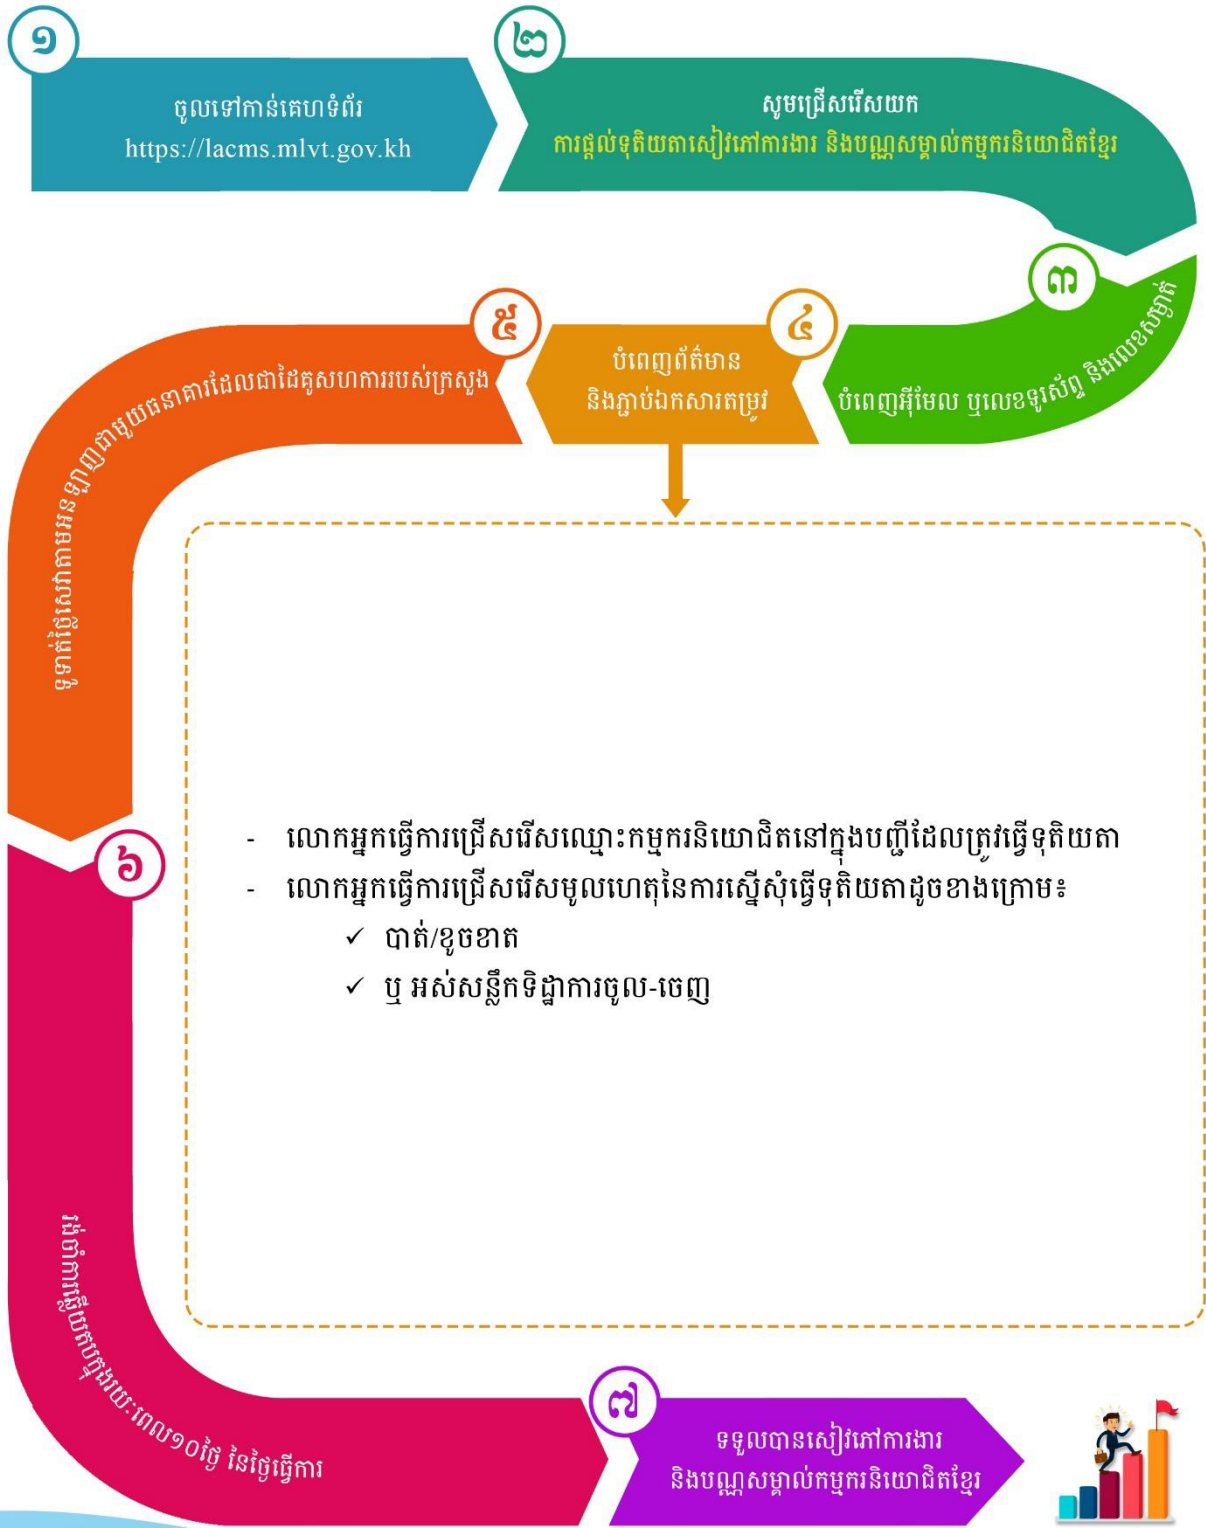 ១
ចូលទៅកាន់គេហទំព័រ
https://lacms.mlvt.gov.kh
២
សូមជ្រើសរើសយក
ការផ្តល់ទុតិយតាសៀវភៅការងារ និងបណ្ណសម្គាល់កម្មករនិយោជិតខ្មែរ
៣
បំពេញអ៊ីមែល ឬលេខទូរស័ព្ទ និងលេខសម្ងាត់
៤
បំពេញព័ត៌មាន
និងភ្ជាប់ឯកសារតម្រូវ
៥
ទូទាត់ថ្លៃសេវាតាមអនឡាញជាមួយធនាគារដែលជាដៃគូសហការរបស់ក្រសួង
- លោកអ្នកធ្វើការជ្រើសរើសឈ្មោះកម្មករនិយោជិតនៅក្នុងបញ្ជីដែលត្រូវធ្វើទុតិយតា
- លោកអ្នកធ្វើការជ្រើសរើសមូលហេតុនៃការស្នើសុំធ្វើទុតិយតាដូចខាងក្រោម៖
✓ បាត់/ខូចខាត
✓ ឬ អស់សន្លឹកទិដ្ឋាការចូល-ចេញ
៦
រង់ចាំការឆ្លើយតបក្នុងរយៈពេល១០ថ្ងៃ នៃថ្ងៃធ្វើការ
៧
ទទួលបានសៀវភៅការងារ
និងបណ្ណសម្គាល់កម្មករនិយោជិតខ្មែរ